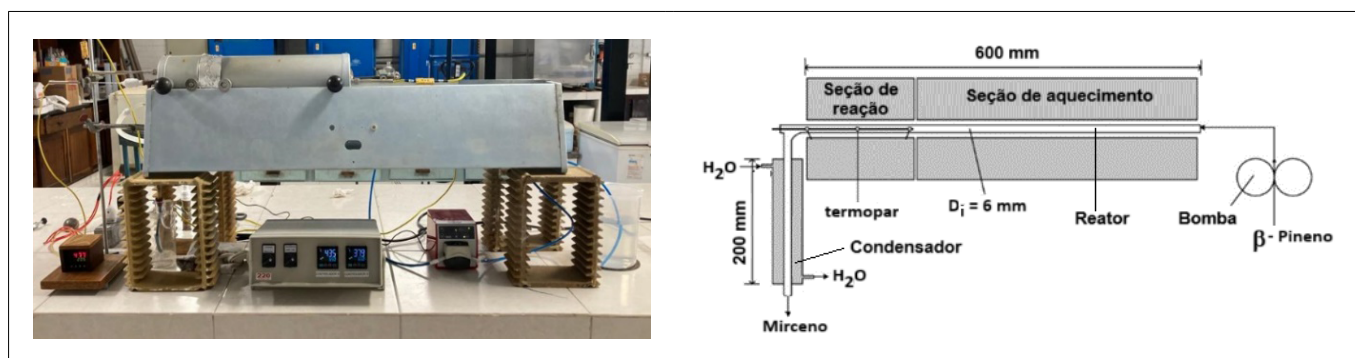 600 mm
Seção de
reação
Seção de aquecimento
H₂O
200 mm
termopar
Dᵢ = 6 mm
Reator
Bomba
β - Pineno
Condensador
H₂O
Mirceno
220